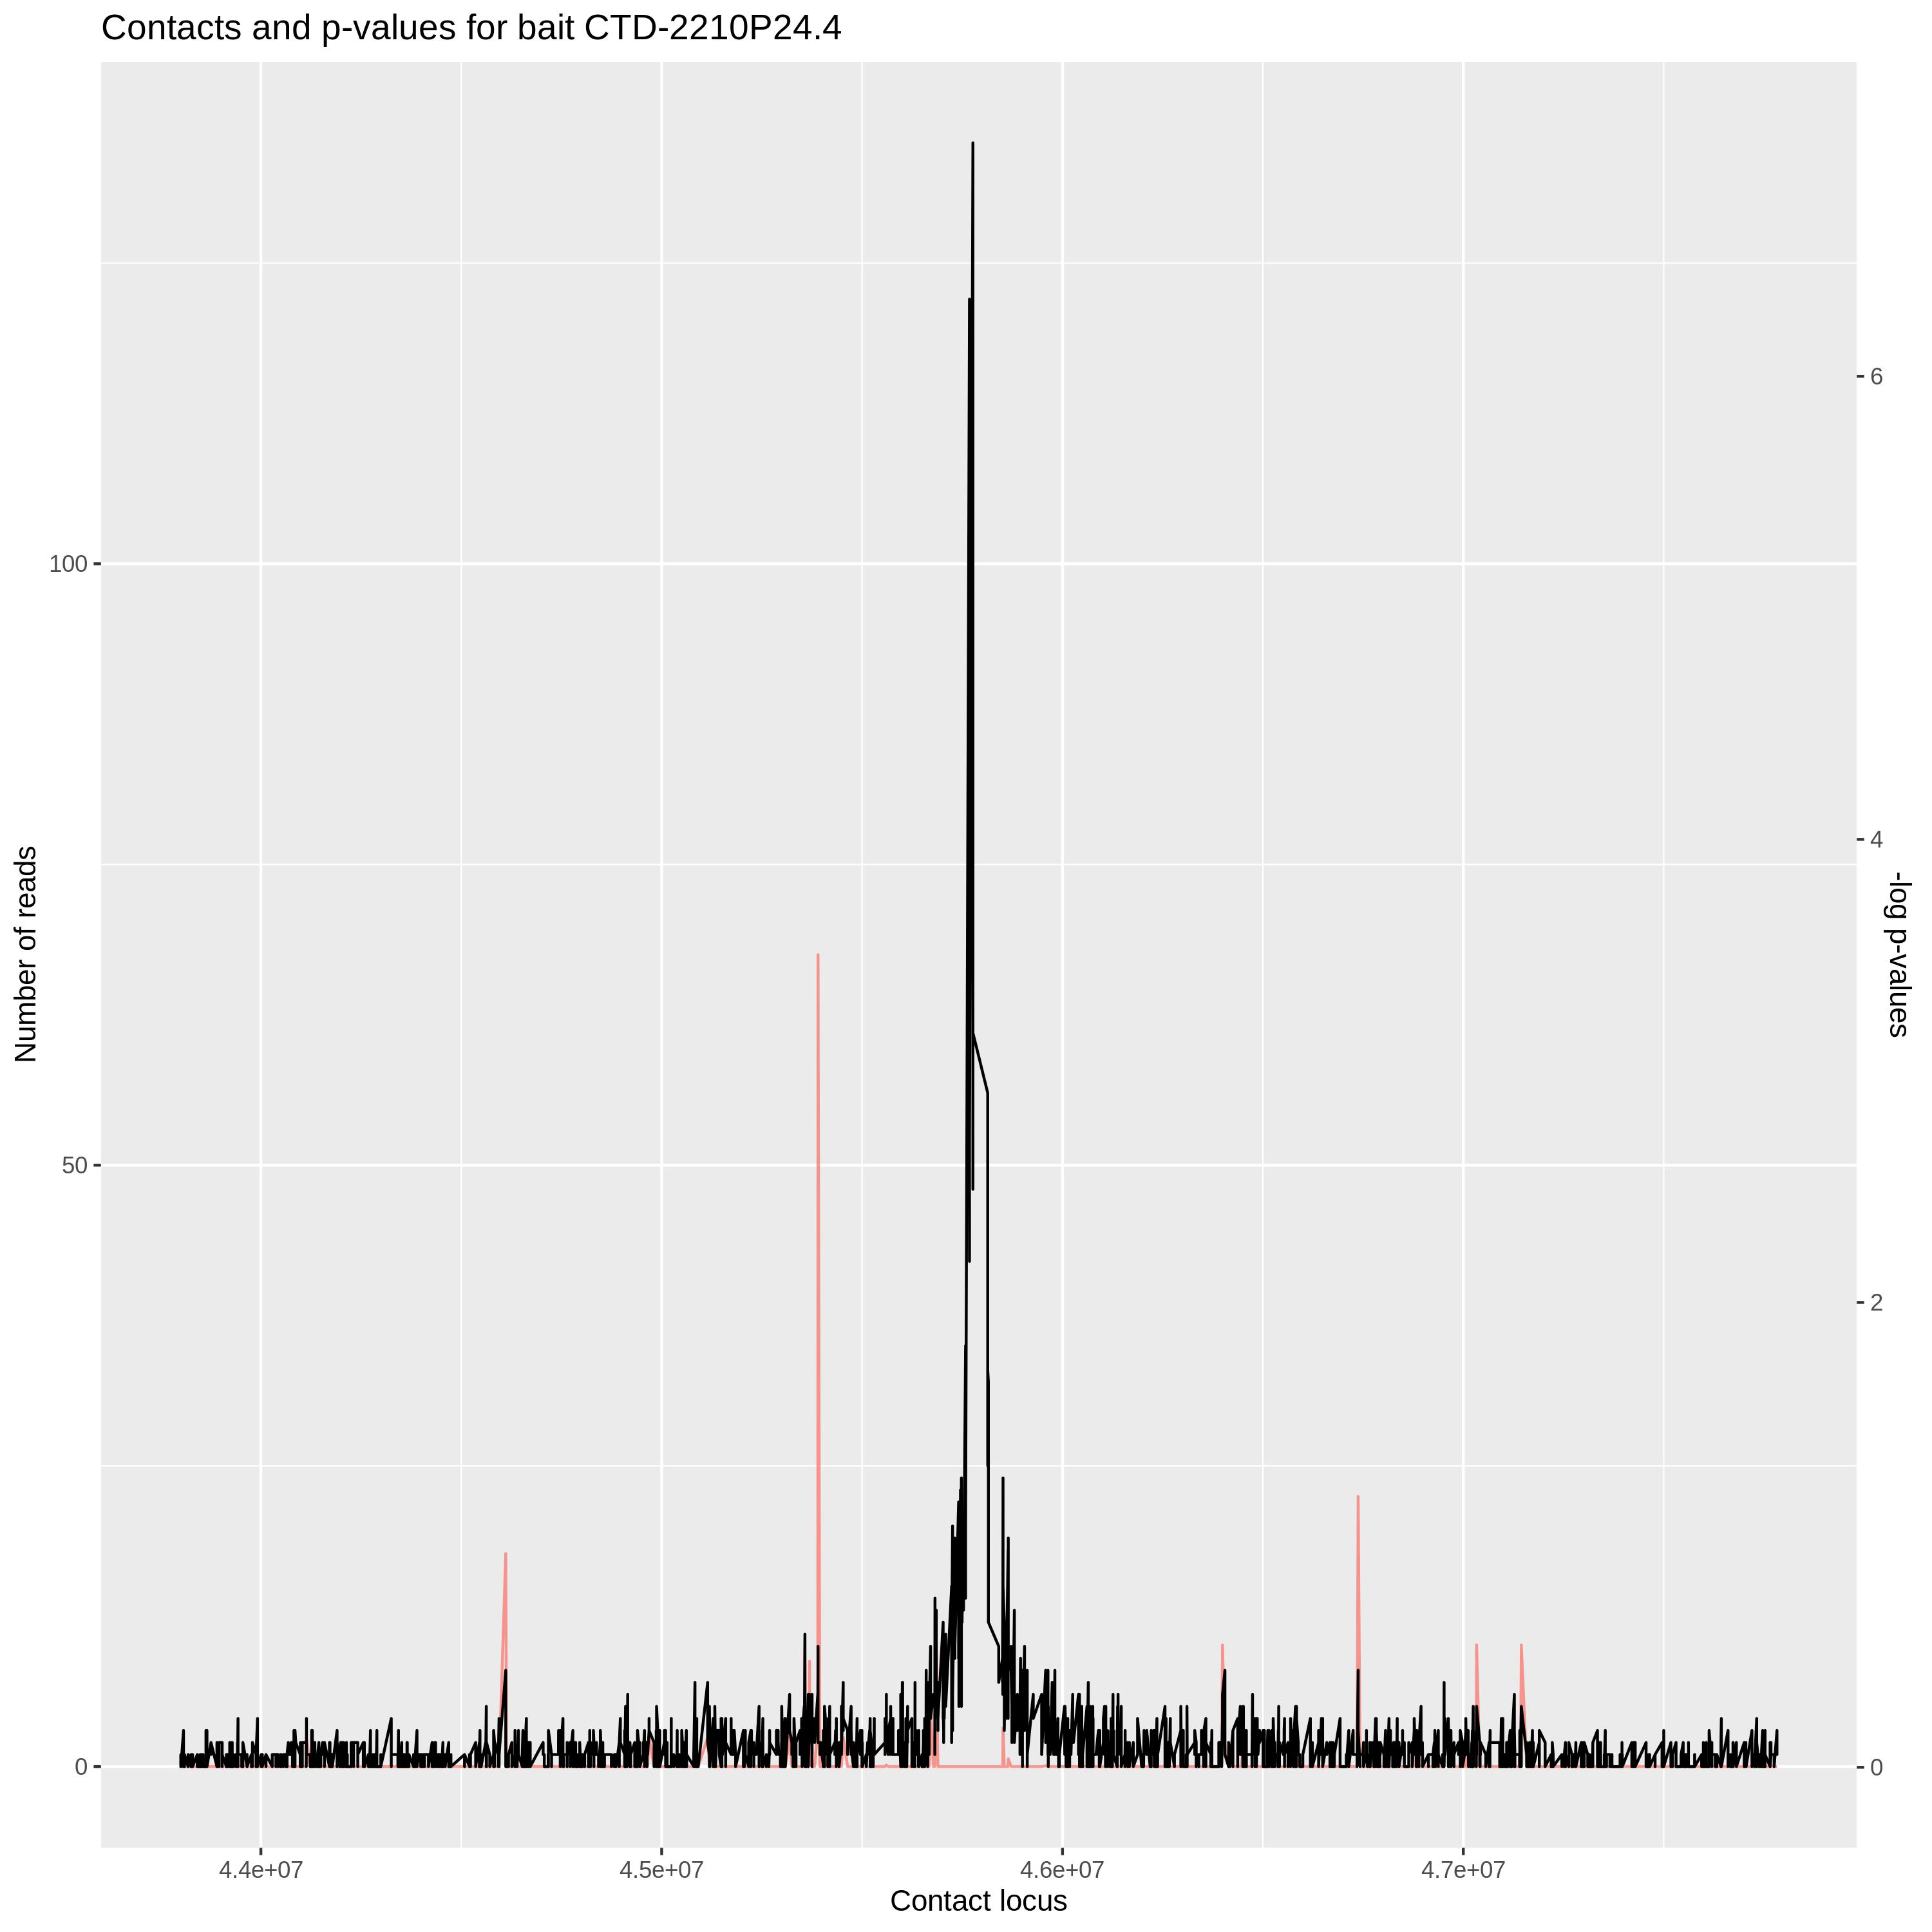 Contacts and p-values for bait CTD-2210P24.4
100
50
0
Number of reads
6
4
2
0
-log p-values
4.4e+07
4.5e+07
4.6e+07
4.7e+07
Contact locus